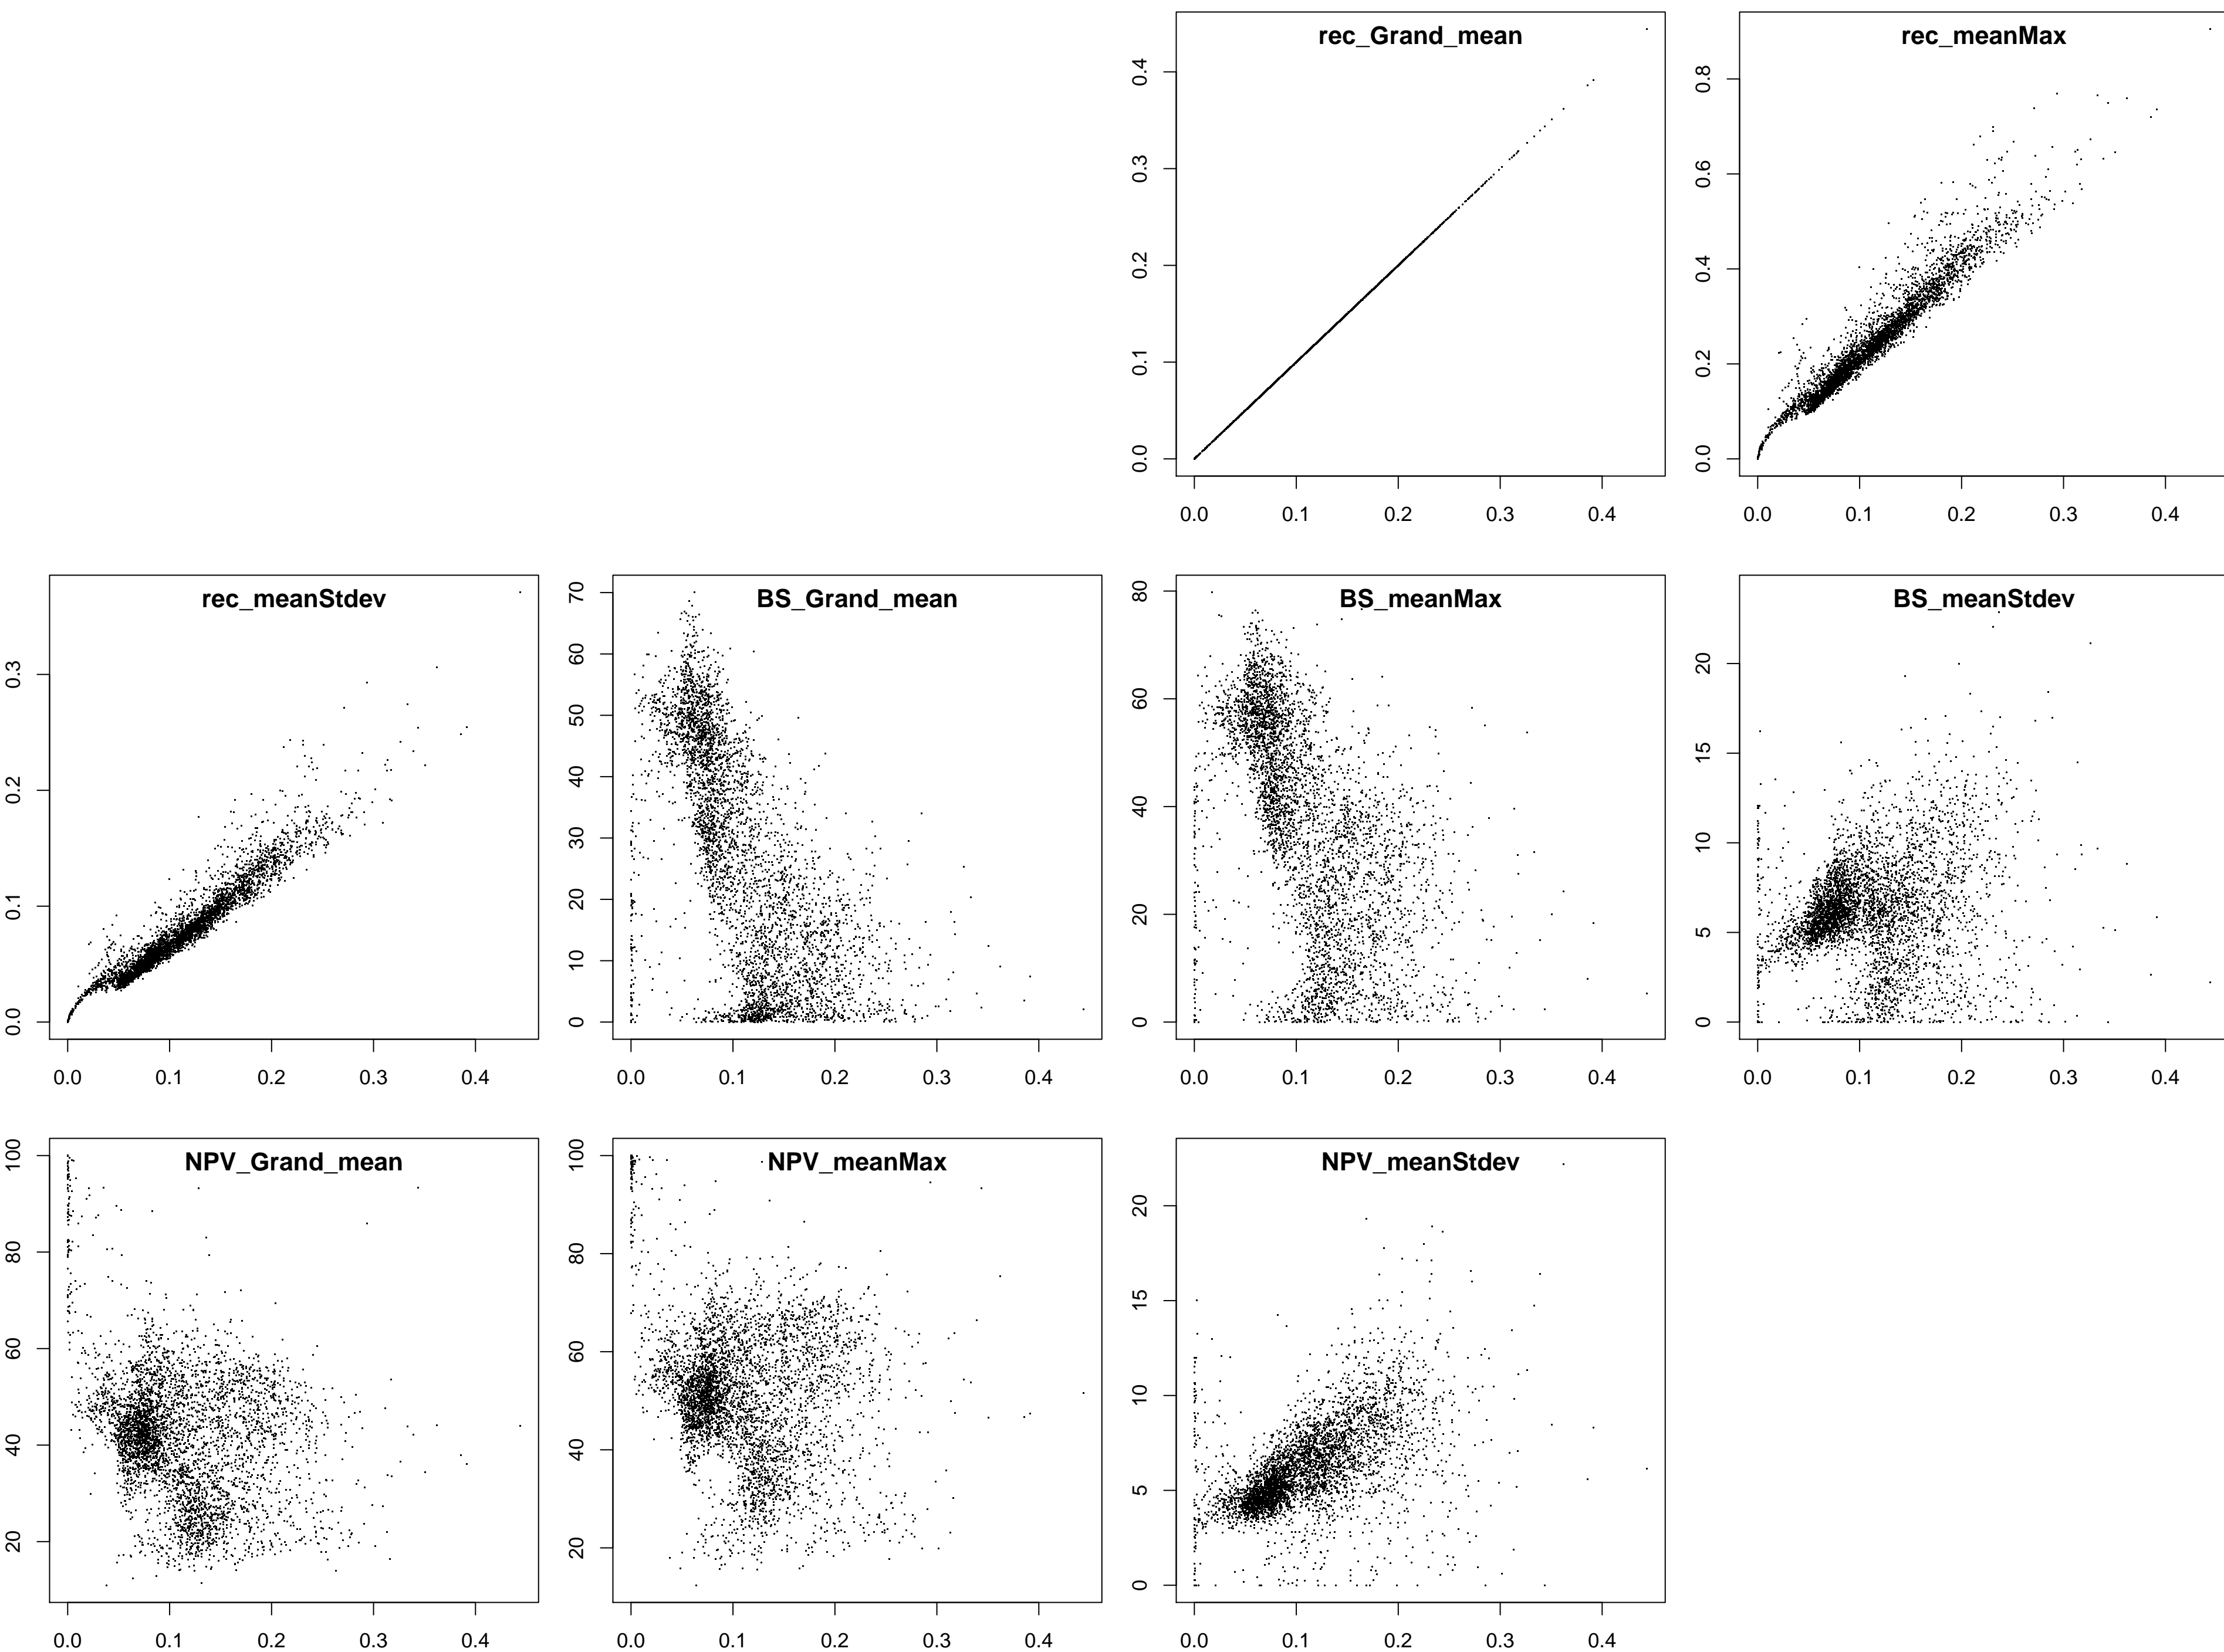 rec_Grand_mean
0.0 0.1 0.2 0.3 0.4
0.0 0.1 0.2 0.3 0.4
rec_meanMax
0.0 0.2 0.4 0.6 0.8
0.0 0.1 0.2 0.3 0.4
rec_meanStdev
0.0 0.1 0.2 0.3
0.0 0.1 0.2 0.3 0.4
BS_Grand_mean
0 10 20 30 40 50 60 70
0.0 0.1 0.2 0.3 0.4
BS_meanMax
0 20 40 60 80
0.0 0.1 0.2 0.3 0.4
BS_meanStdev
0 5 10 15 20
0.0 0.1 0.2 0.3 0.4
NPV_Grand_mean
20 40 60 80 100
0.0 0.1 0.2 0.3 0.4
NPV_meanMax
20 40 60 80 100
0.0 0.1 0.2 0.3 0.4
NPV_meanStdev
0 5 10 15 20
0.0 0.1 0.2 0.3 0.4